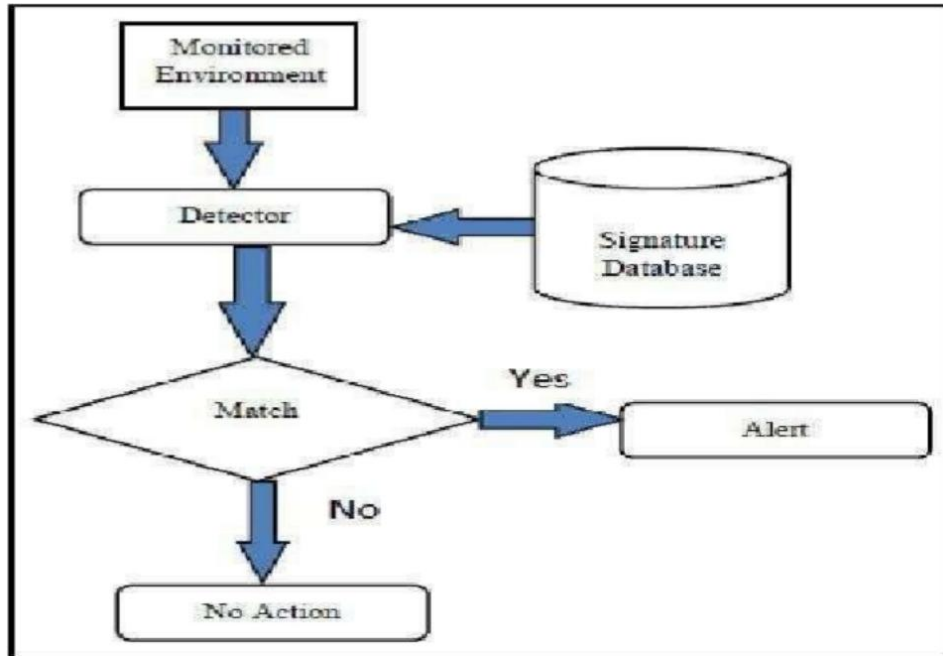 Monitored
Environment
Detector
Signature
Database
Match
Yes
Alert
No
No Action